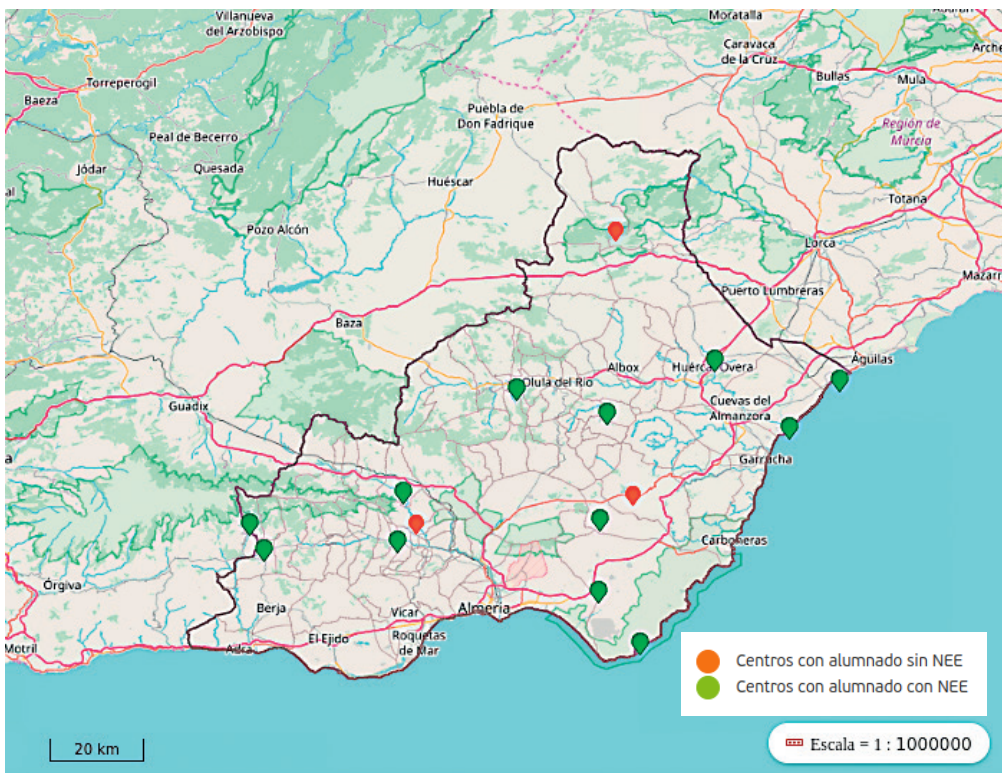 Villanueva
del Arzobispo
Moratalla
Caravaca
de la Cruz
Torreperogil
Bullas
Mula
Baeza
Puebla de
Don Fadrique
Región de
Murcia
Peal de Becerro
Jódar
Quesada
Huéscar
Totana
Pozo Alcón
Lorca
Puerto Lumbreras
Baza
Águilas
Albox
Huércal Overa
Olula del Río
Guadix
Cuevas del
Almanzora
Garrucha
Carboneras
Órgiva
Berja
Vicar
Almería
El Ejido
Roquetas
de Mar
Motril
Adra
Centros con alumnado sin NEE
Centros con alumnado con NEE
20 km
Escala = 1 : 1000000